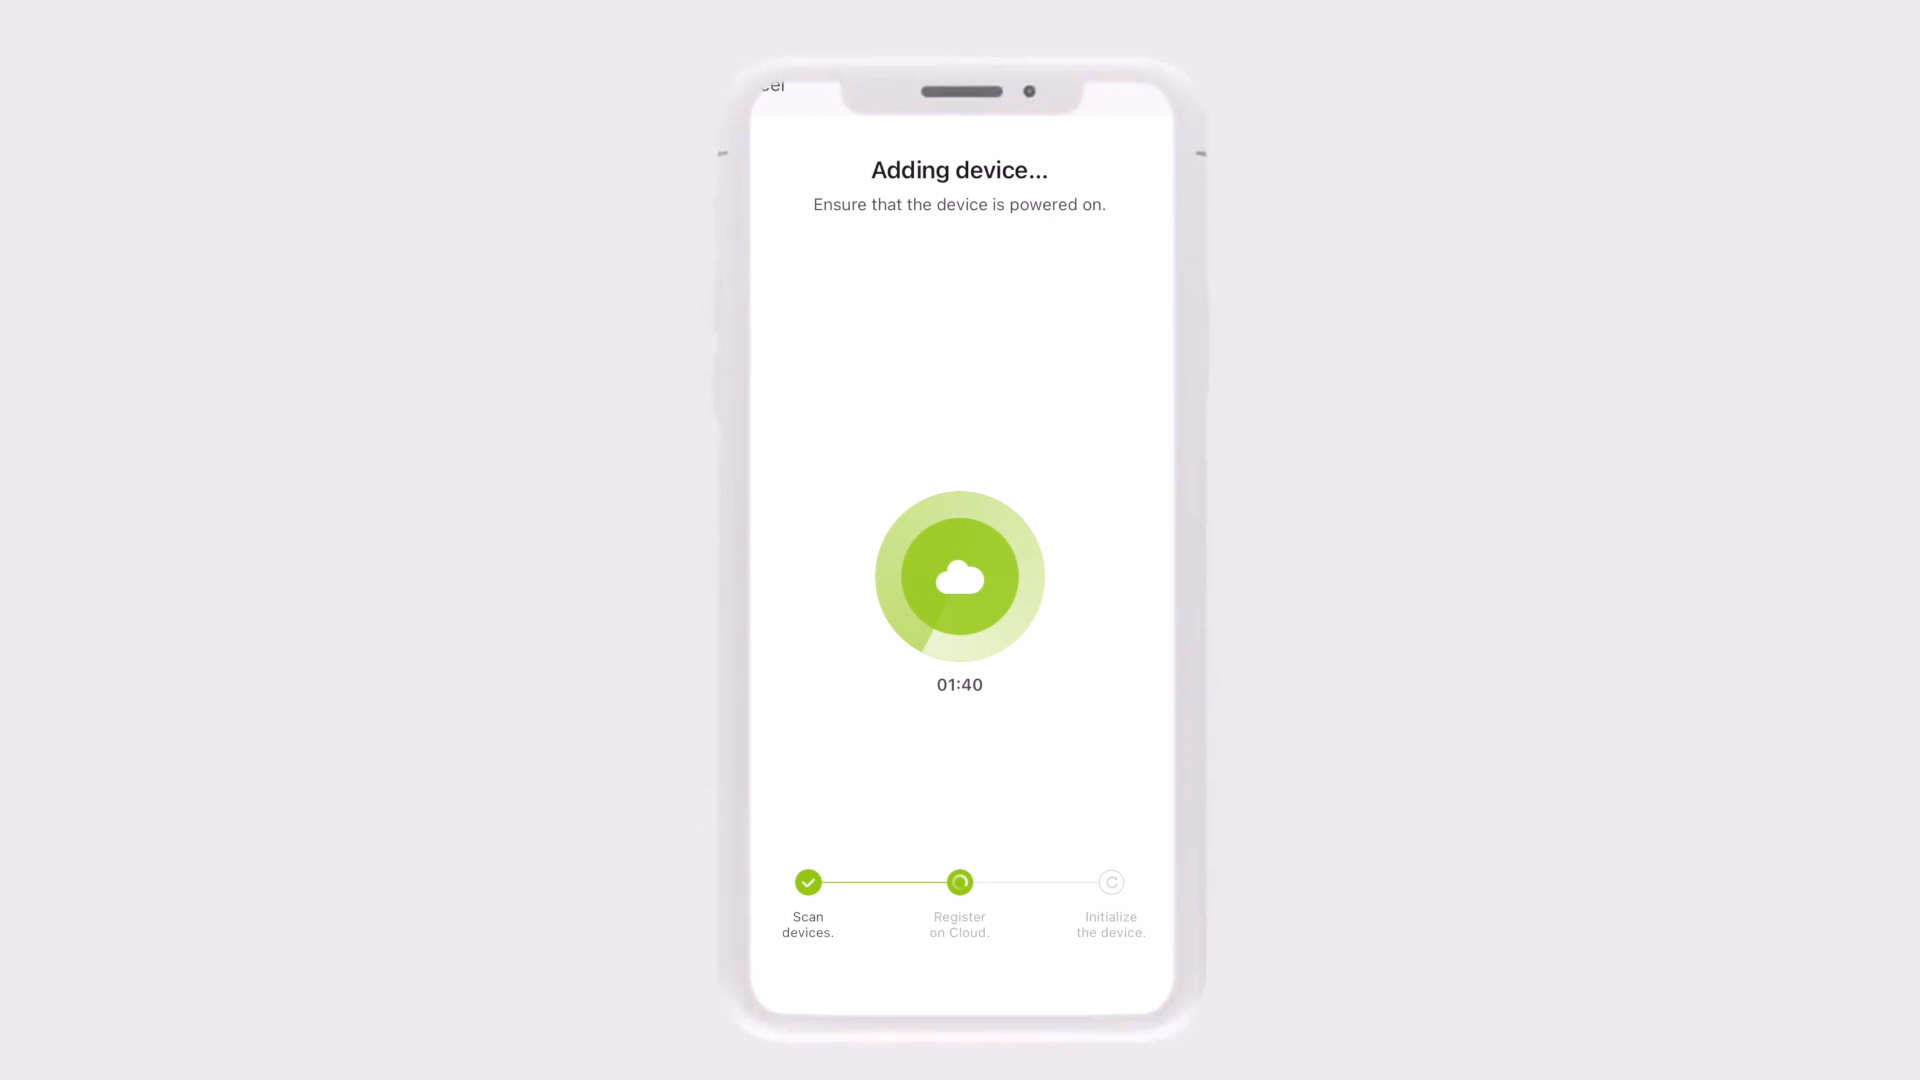 Adding device...
Ensure that the device is powered on.
01:40
Scan
devices.
Register
on Cloud.
Initialize
the device.